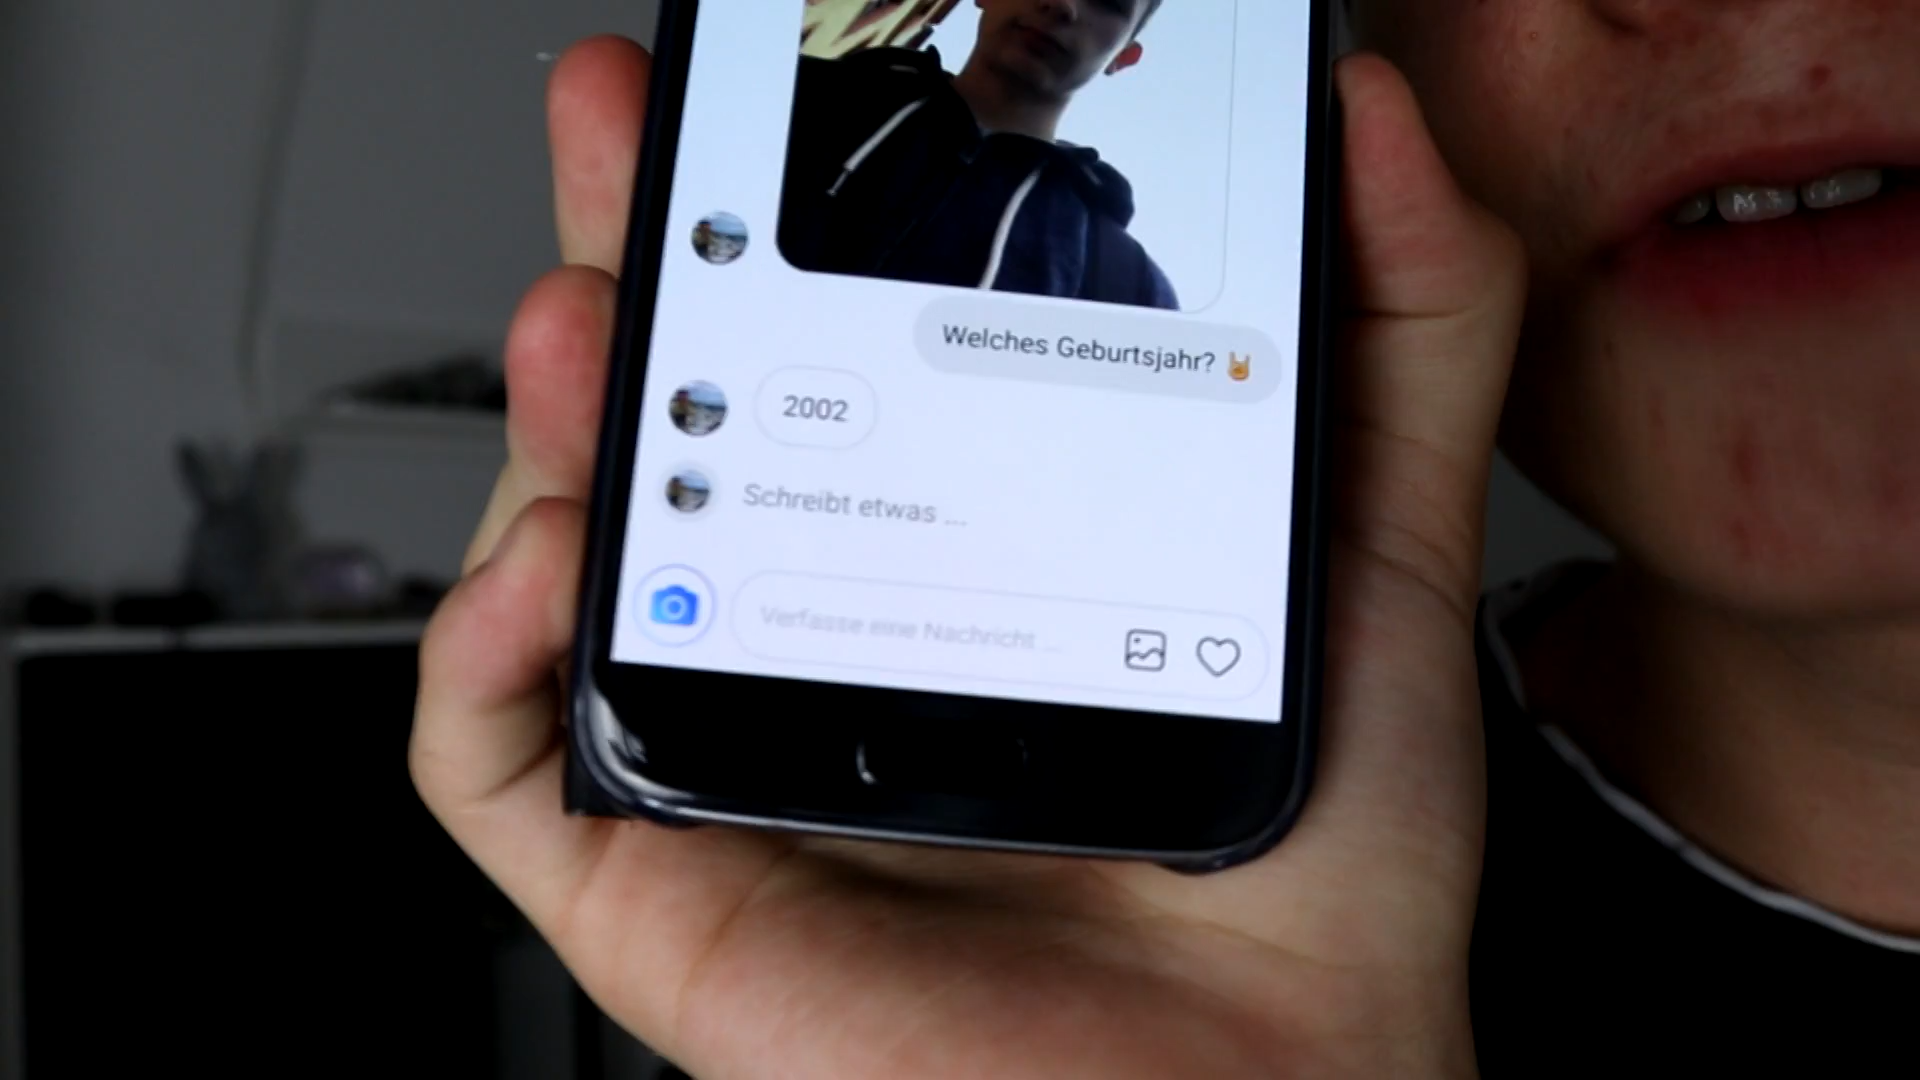 Welches Geburtsjahr? 🤘
2002
Schreibt etwas ...
Verfasse eine Nachricht ...